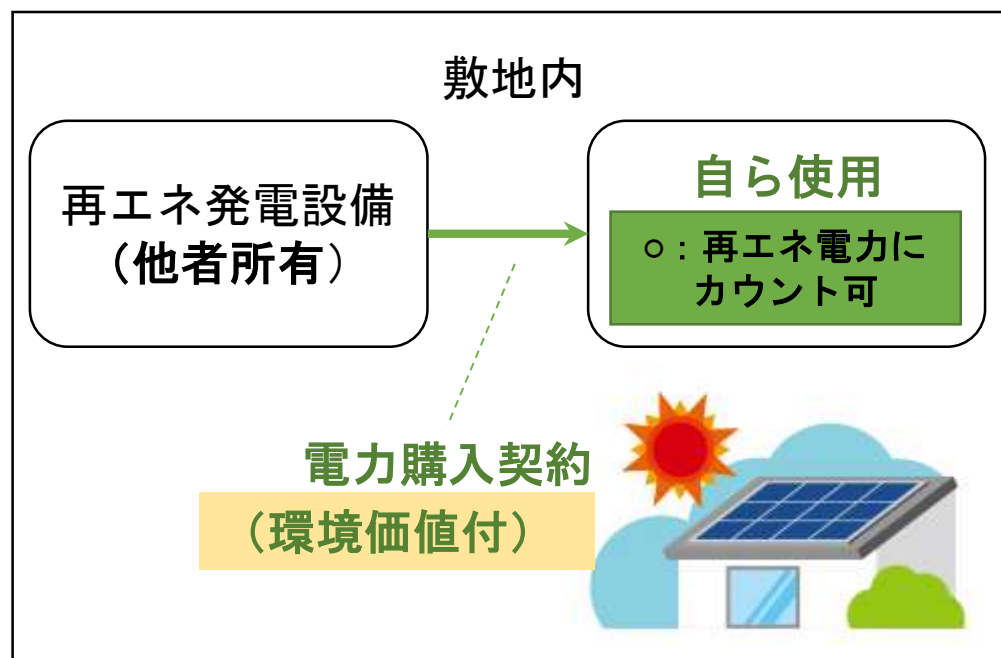 敷地内
再エネ発電設備
（他者所有）
自ら使用
○：再エネ電力に
カウント可
電力購入契約
（環境価値付）